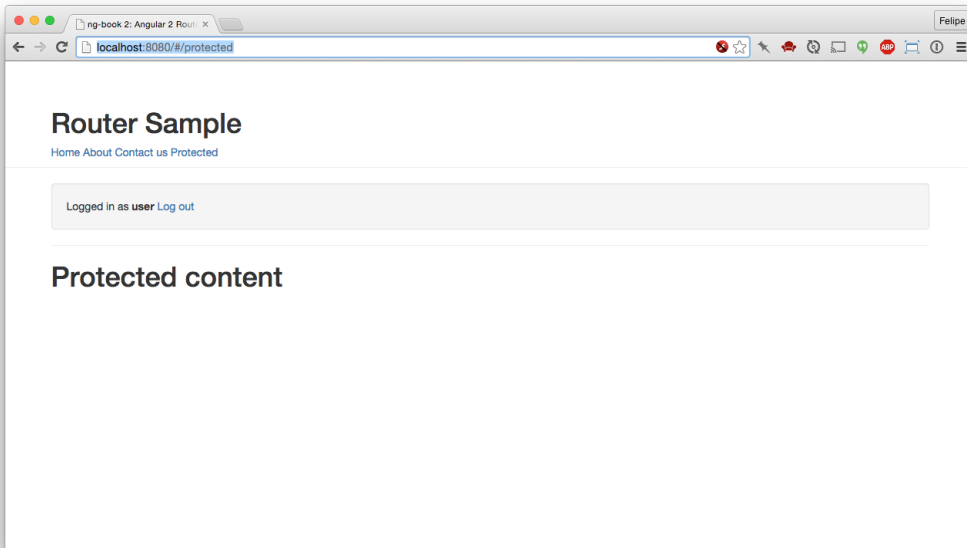 ng-book 2: Angular 2 Rout
Felipe
localhost:8080/#/protected
ABP
Router Sample
Home About Contact us Protected
Logged in as user Log out
Protected content